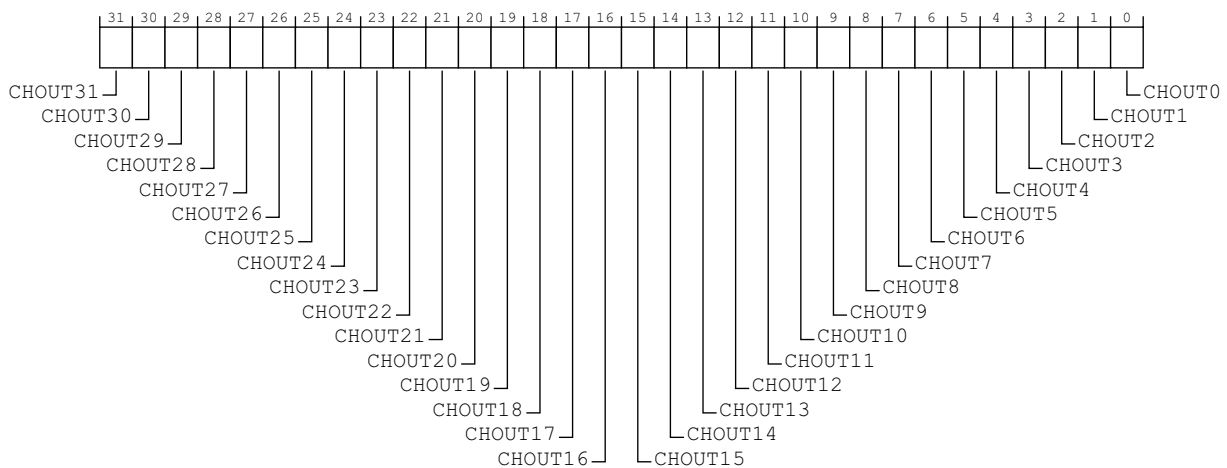 31 30 29 28 27 26 25 24 23 22 21 20 19 18 17 16 15 14 13 12 11 10 9 8 7 6 5 4 3 2 1 0
CHOUT31 CHOUT0
CHOUT30 CHOUT1
CHOUT29 CHOUT2
CHOUT28 CHOUT3
CHOUT27 CHOUT4
CHOUT26 CHOUT5
CHOUT25 CHOUT6
CHOUT24 CHOUT7
CHOUT23 CHOUT8
CHOUT22 CHOUT9
CHOUT21 CHOUT10
CHOUT20 CHOUT11
CHOUT19 CHOUT12
CHOUT18 CHOUT13
CHOUT17 CHOUT14
CHOUT16 CHOUT15